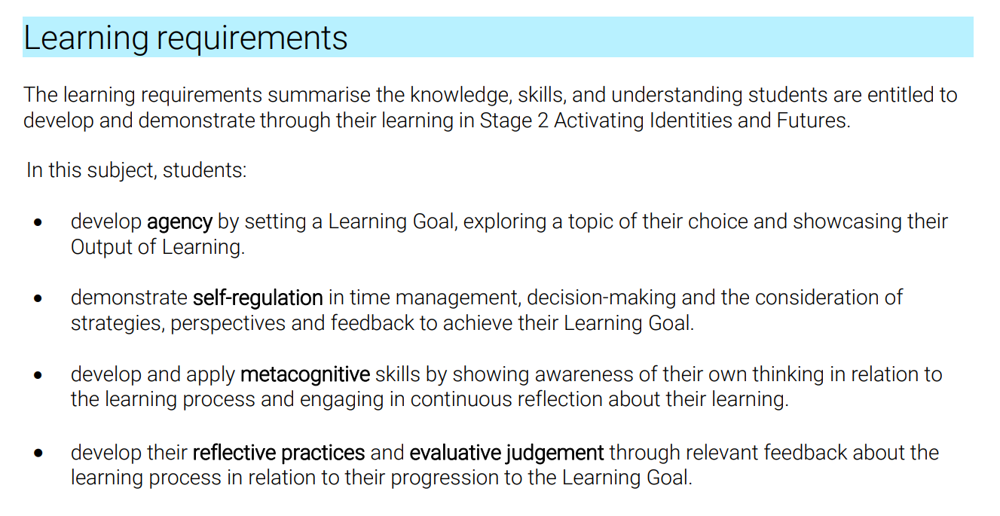 Learning requirements
The learning requirements summarise the knowledge, skills, and understanding students are entitled to
develop and demonstrate through their learning in Stage 2 Activating Identities and Futures.
In this subject, students:
• develop agency by setting a Learning Goal, exploring a topic of their choice and showcasing their
Output of Learning.
• demonstrate self-regulation in time management, decision-making and the consideration of
strategies, perspectives and feedback to achieve their Learning Goal.
• develop and apply metacognitive skills by showing awareness of their own thinking in relation to
the learning process and engaging in continuous reflection about their learning.
• develop their reflective practices and evaluative judgement through relevant feedback about the
learning process in relation to their progression to the Learning Goal.